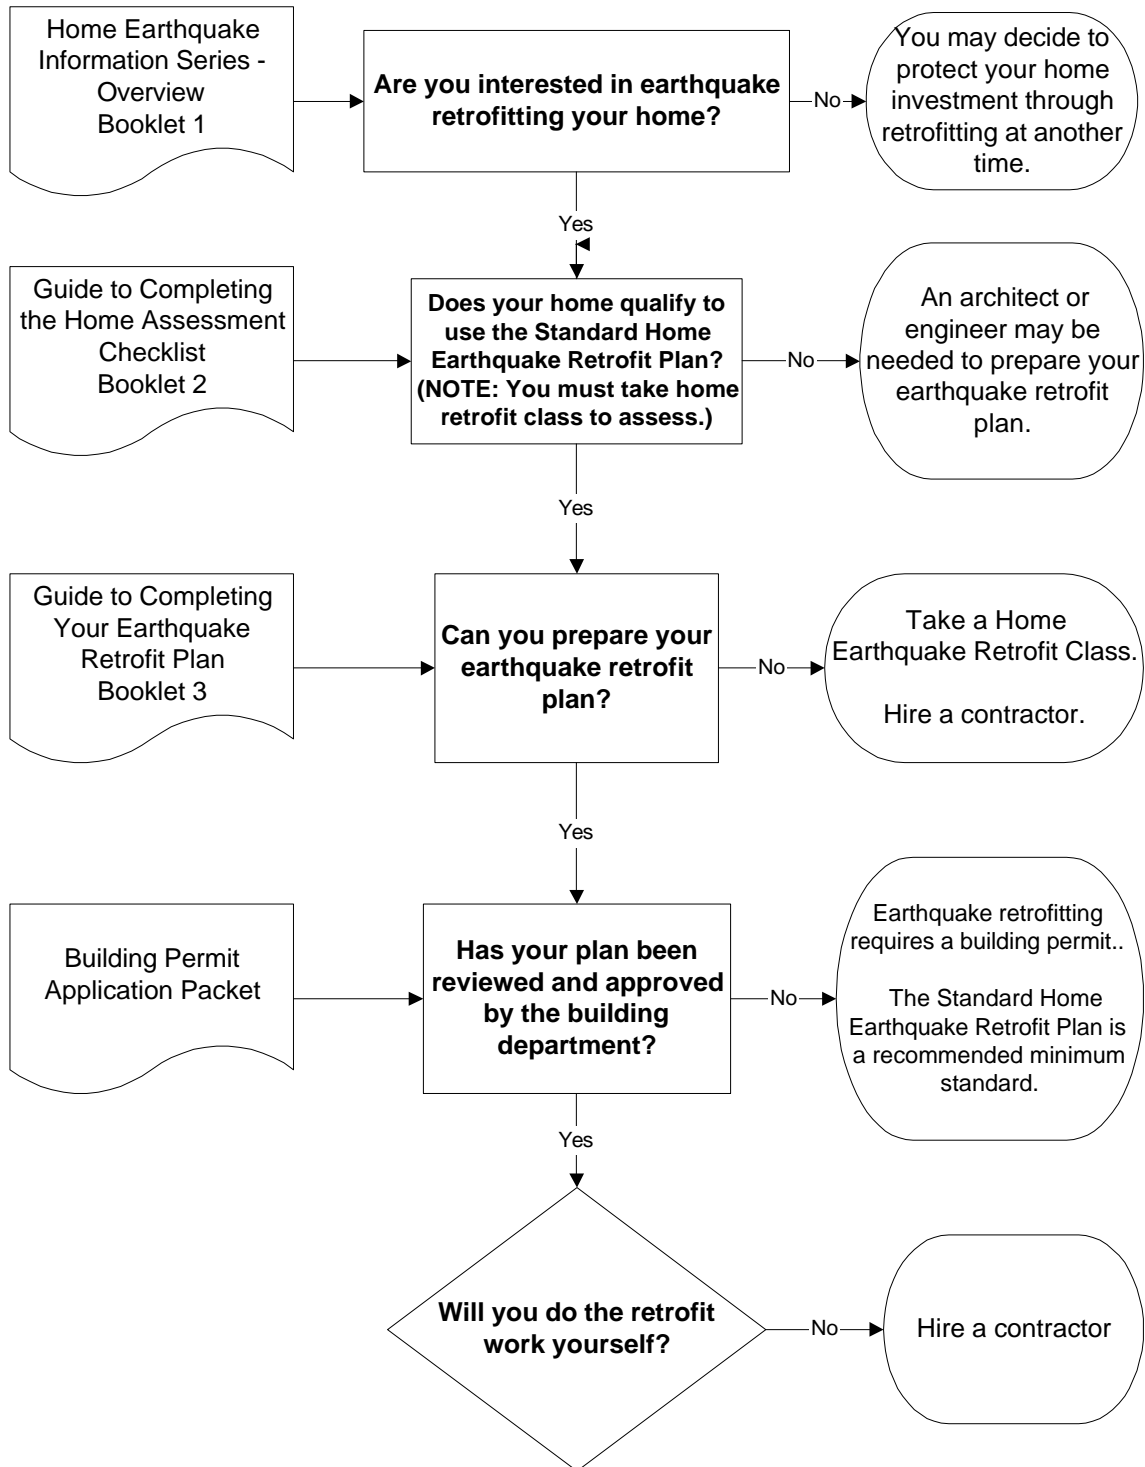 Home Earthquake
Information Series -
Overview
Booklet 1
Are you interested in earthquake
retrofitting your home?
No
You may decide to
protect your home
investment through
retrofitting at another
time.
Yes
Guide to Completing
the Home Assessment
Checklist
Booklet 2
Does your home qualify to
use the Standard Home
Earthquake Retrofit Plan?
(NOTE: You must take home
retrofit class to assess.)
No
An architect or
engineer may be
needed to prepare your
earthquake retrofit
plan.
Yes
Guide to Completing
Your Earthquake
Retrofit Plan
Booklet 3
Can you prepare your
earthquake retrofit
plan?
No
Take a Home
Earthquake Retrofit Class.
Hire a contractor.
Yes
Building Permit
Application Packet
Has your plan been
reviewed and approved
by the building
department?
No
Earthquake retrofitting
requires a building permit..
The Standard Home
Earthquake Retrofit Plan is
a recommended minimum
standard.
Yes
Will you do the retrofit
work yourself?
No
Hire a contractor